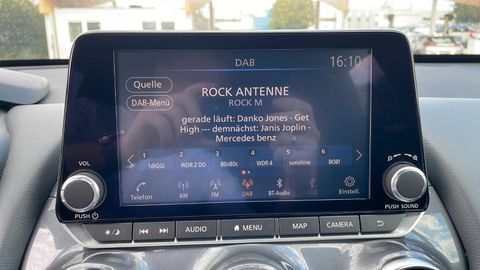 DAB
16:10
Quelle
DAB-Menü
ROCK ANTENNE
ROCK M
gerade läuft: Danko Jones - Get
High --- demnächst: Janis Joplin -
Mercedes benz
1 2 3 4 5 6
1@GGi WDR 2 DO 80s80s WDR 4 sunshine BOB!
Telefon AM FM DAB BT-Audio Einstell.
VOL
PUSH
PUSH SOUND
AUDIO MENU MAP CAMERA